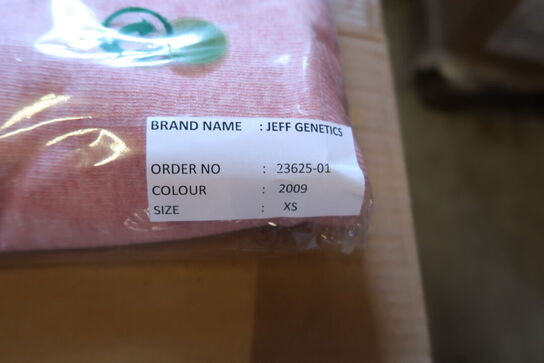 BRAND NAME : JEFF GENETICS
ORDER NO : 23625-01
COLOUR : 2009
SIZE : XS